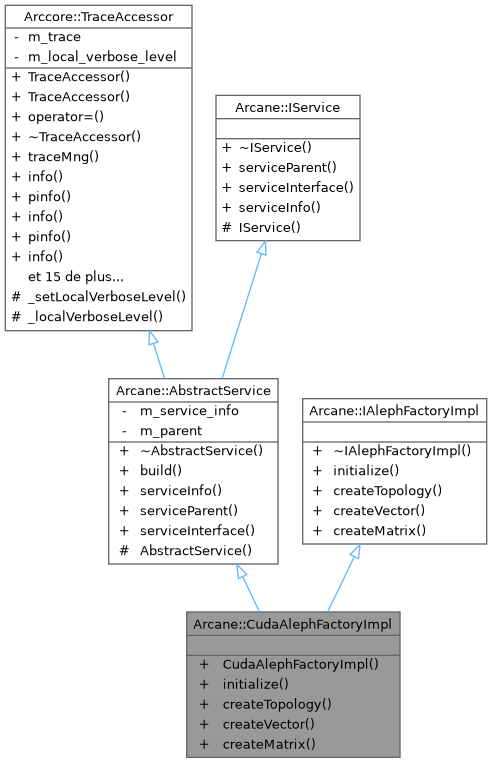 Arccore::TraceAccessor
- m_trace
- m_local_verbose_level
+ TraceAccessor()
+ TraceAccessor()
+ operator=()
+ ~TraceAccessor()
+ traceMng()
+ info()
+ pinfo()
+ info()
+ pinfo()
+ info()
et 15 de plus...
# _setLocalVerboseLevel()
# _localVerboseLevel()
Arcane::IService
+ ~IService()
+ serviceParent()
+ serviceInterface()
+ serviceInfo()
# IService()
Arcane::AbstractService
- m_service_info
- m_parent
+ ~AbstractService()
+ build()
+ serviceInfo()
+ serviceParent()
+ serviceInterface()
# AbstractService()
Arcane::IAlephFactoryImpl
+ ~IAlephFactoryImpl()
+ initialize()
+ createTopology()
+ createVector()
+ createMatrix()
Arcane::CudaAlephFactoryImpl
+ CudaAlephFactoryImpl()
+ initialize()
+ createTopology()
+ createVector()
+ createMatrix()